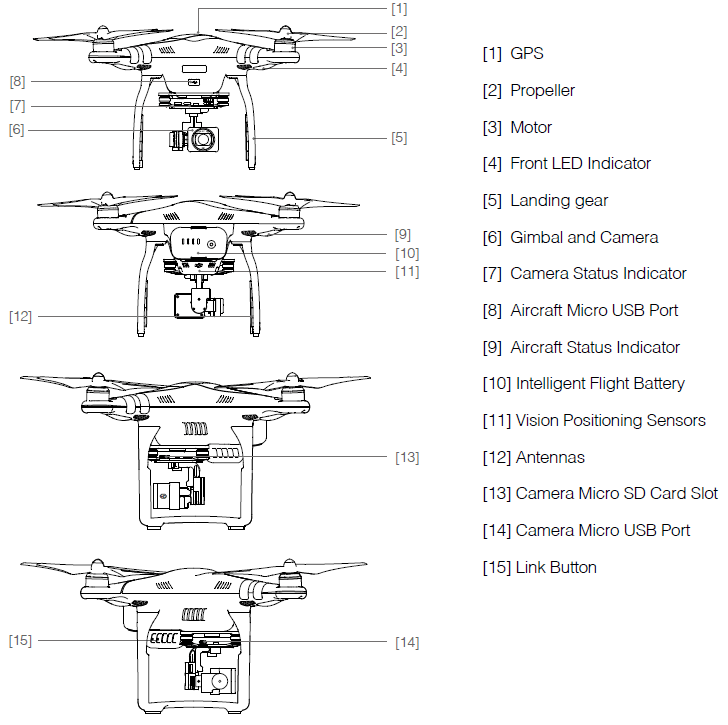 [1]
[2]
[3]
[4]
[8]
[7]
[6]
[5]
[9]
[10]
[11]
[12]
[13]
[15]
[14]
[1] GPS
[2] Propeller
[3] Motor
[4] Front LED Indicator
[5] Landing gear
[6] Gimbal and Camera
[7] Camera Status Indicator
[8] Aircraft Micro USB Port
[9] Aircraft Status Indicator
[10] Intelligent Flight Battery
[11] Vision Positioning Sensors
[12] Antennas
[13] Camera Micro SD Card Slot
[14] Camera Micro USB Port
[15] Link Button